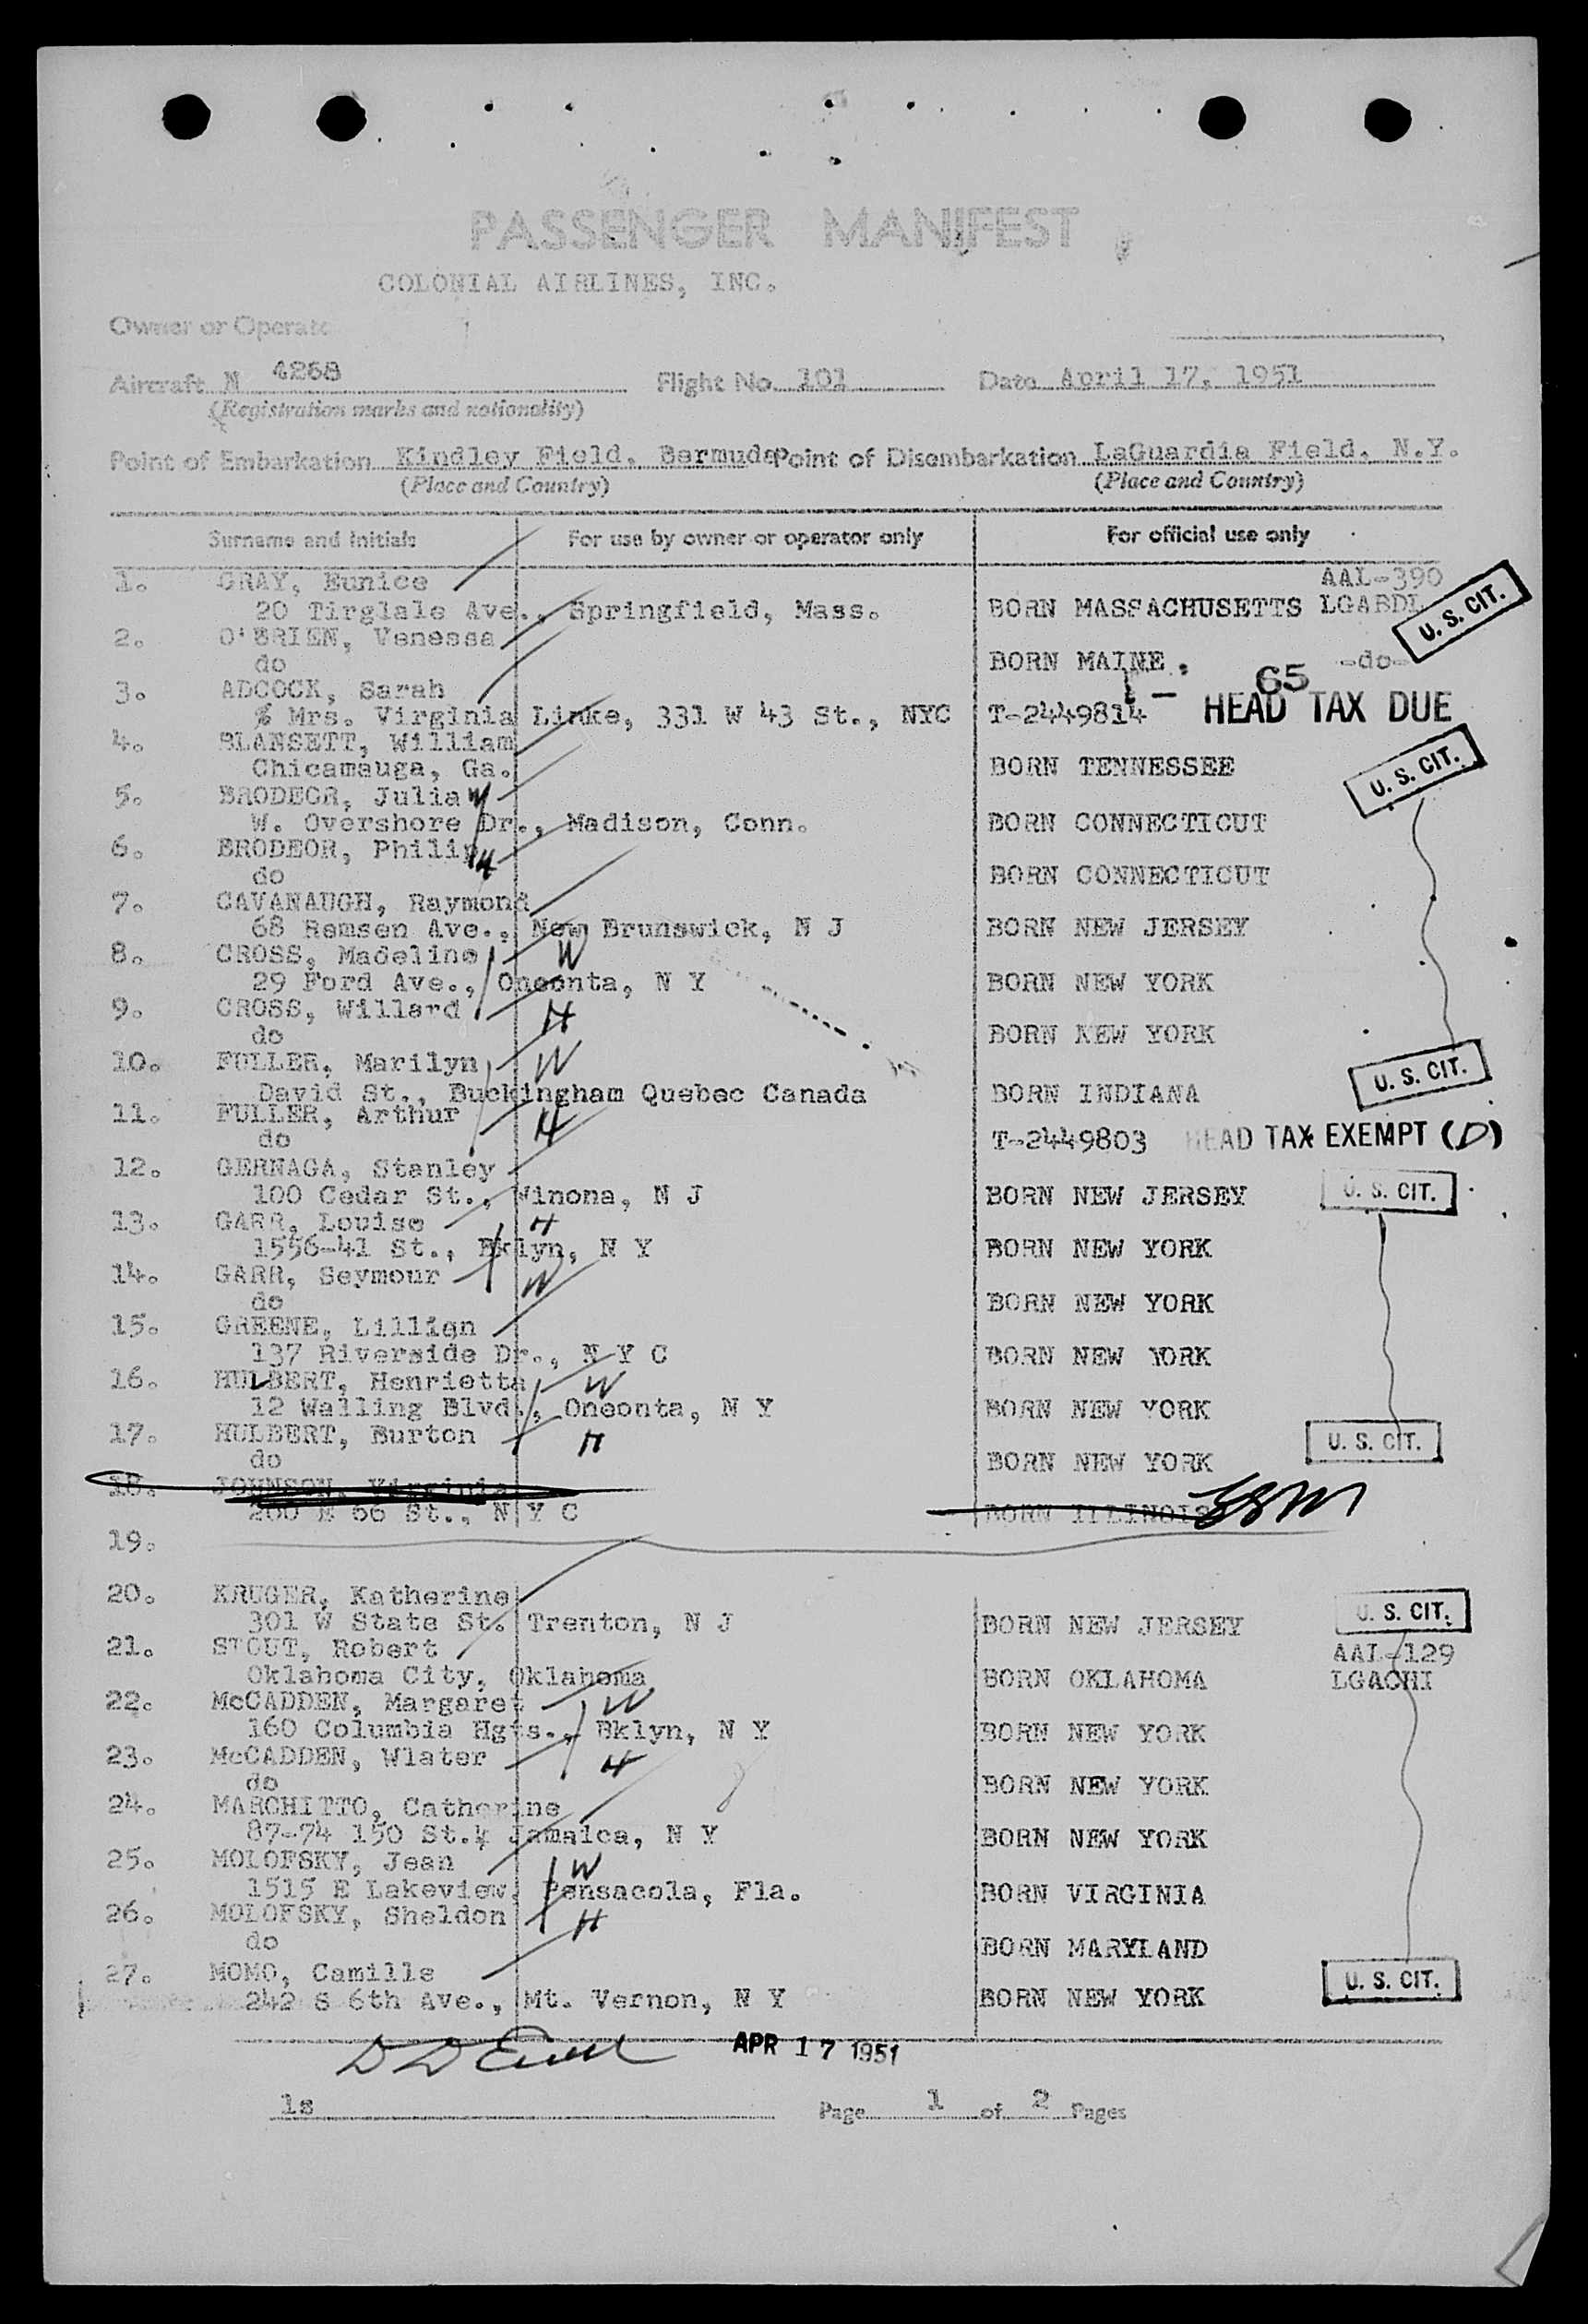 PASSENGER MANIFEST
COLONIAL AIRLINES, INC.
Owner or Operato
Aircraft N 4268 Flight No. 101 Date April 17, 1951
(Registration marks and nationality)
Point of Embarkation Kindley Field, Bermuda Point of Disembarkation LaGuardia Field, N.Y.
(Place and Country) (Place and Country)
Surname and Initials For use by owner or operator only For official use only
1. GRAY, Eunice AAL-390
20 Tirglale Ave., Springfield, Mass. BORN MASSACHUSETTS LGABDL U. S. CIT.
2. O'BRIEN, Venessa
do BORN MAINE. -do-
3. ADCOCK, Sarah 65
% Mrs. Virginia Linke, 331 W 43 St., NYC T-2449814 HEAD TAX DUE
4. BLANSETT, William
Chicamauga, Ga. BORN TENNESSEE U. S. CIT.
5. BRODEOR, Julia W
W. Overshore Dr., Madison, Conn. BORN CONNECTICUT
6. BRODEOR, Philip H
do BORN CONNECTICUT
7. CAVANAUGH, Raymond
68 Remsen Ave., New Brunswick, N J BORN NEW JERSEY
8. CROSS, Madeline W
29 Ford Ave., Oneonta, N Y BORN NEW YORK
9. CROSS, Willard H
do BORN NEW YORK
10. FULLER, Marilyn W
David St., Buckingham Quebec Canada BORN INDIANA U. S. CIT.
11. FULLER, Arthur H
do T-2449803 HEAD TAX EXEMPT (D)
12. GERNAGA, Stanley
100 Cedar St., Winona, N J BORN NEW JERSEY U. S. CIT.
13. GARR, Louise H
1556-41 St., Bklyn, N Y BORN NEW YORK
14. GARR, Seymour W
do BORN NEW YORK
15. GREENE, Lillian
137 Riverside Dr., N Y C BORN NEW YORK
16. HULBERT, Henrietta W
12 Walling Blvd., Oneonta, N Y BORN NEW YORK
17. HULBERT, Burton H U. S. CIT.
do BORN NEW YORK
18. JOHNSON, Virginia
200 E 66 St., N Y C BORN ILLINOIS
19.
20. KRUGER, Katherine
301 W State St. Trenton, N J BORN NEW JERSEY U. S. CIT.
21. STOUT, Robert AAL-129
Oklahoma City, Oklahoma BORN OKLAHOMA LGACHI
22. McCADDEN, Margaret W
160 Columbia Hgts., Bklyn, N Y BORN NEW YORK
23. McCADDEN, Wlater H
do BORN NEW YORK
24. MARCHITTO, Catherine
87-74 150 St., Jamaica, N Y BORN NEW YORK
25. MOLOFSKY, Jean W
1515 E Lakeview, Pensacola, Fla. BORN VIRGINIA
26. MOLOFSKY, Sheldon H
do BORN MARYLAND
27. MOMO, Camille
242 S 6th Ave., Mt. Vernon, N Y BORN NEW YORK U. S. CIT.
APR 17 1951
ls Page 1 of 2 Pages